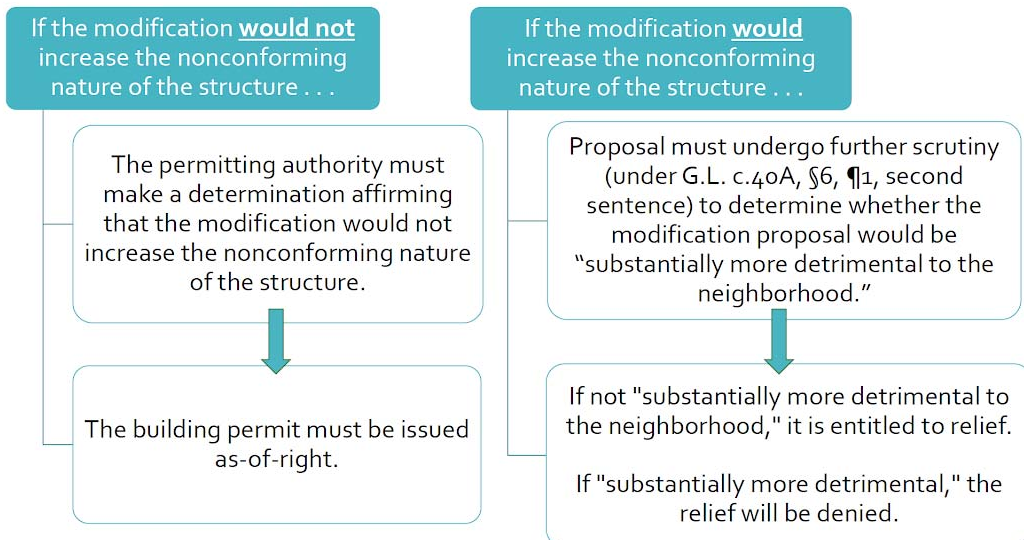 If the modification would not
increase the nonconforming
nature of the structure . . .
The permitting authority must
make a determination affirming
that the modification would not
increase the nonconforming nature
of the structure.
The building permit must be issued
as-of-right.
If the modification would
increase the nonconforming
nature of the structure . . .
Proposal must undergo further scrutiny
(under G.L. c.40A, §6, ¶1, second
sentence) to determine whether the
modification proposal would be
“substantially more detrimental to the
neighborhood.”
If not "substantially more detrimental to
the neighborhood," it is entitled to relief.
If "substantially more detrimental," the
relief will be denied.